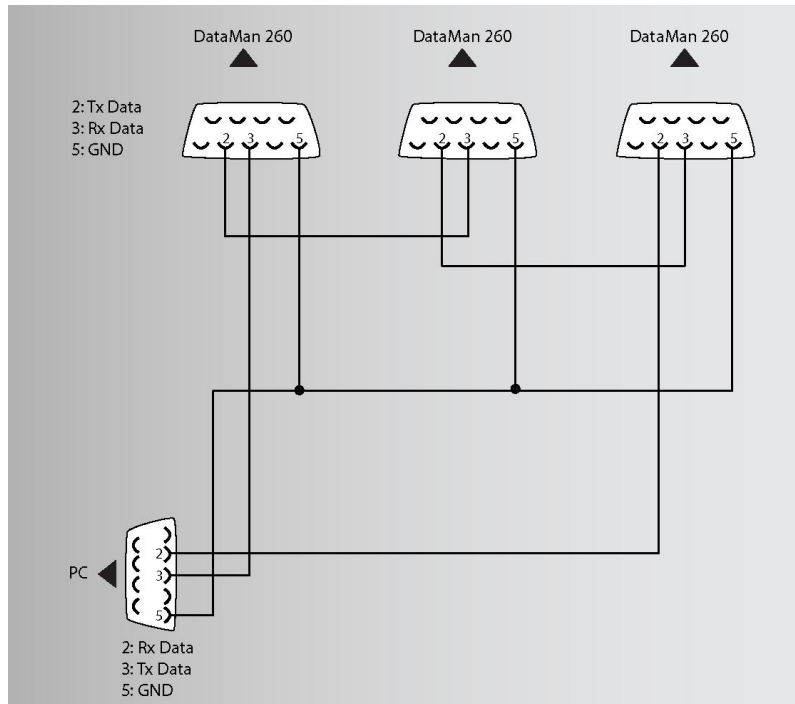 DataMan 260
DataMan 260
DataMan 260
2: Tx Data
3: Rx Data
5: GND
2 3 5
2 3 5
2 3 5
PC
2
3
5
2: Rx Data
3: Tx Data
5: GND